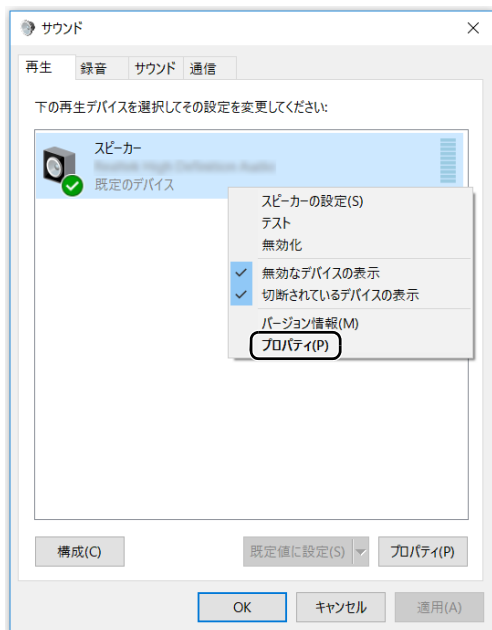 サウンド
再生 録音 サウンド 通信
下の再生デバイスを選択してその設定を変更してください:
スピーカー
既定のデバイス
スピーカーの設定(S)
テスト
無効化
無効なデバイスの表示
切断されているデバイスの表示
バージョン情報(M)
プロパティ(P)
構成(C) 既定値に設定(S) プロパティ(P)
OK キャンセル 適用(A)